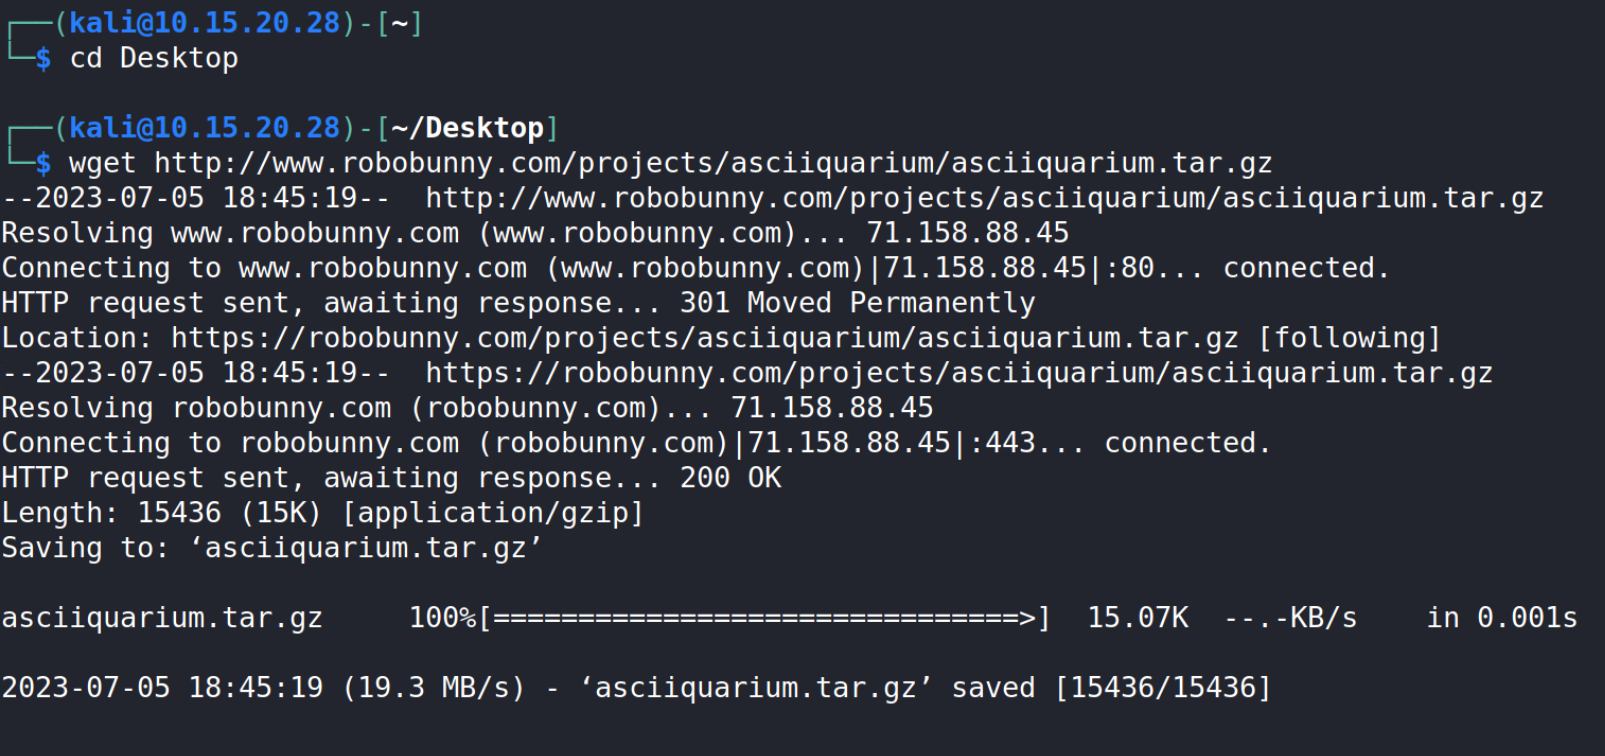 ┌──(kali@10.15.20.28)-[~]
└─$ cd Desktop
┌──(kali@10.15.20.28)-[~/Desktop]
└─$ wget http://www.robobunny.com/projects/asciiquarium/asciiquarium.tar.gz
--2023-07-05 18:45:19--  http://www.robobunny.com/projects/asciiquarium/asciiquarium.tar.gz
Resolving www.robobunny.com (www.robobunny.com)... 71.158.88.45
Connecting to www.robobunny.com (www.robobunny.com)|71.158.88.45|:80... connected.
HTTP request sent, awaiting response... 301 Moved Permanently
Location: https://robobunny.com/projects/asciiquarium/asciiquarium.tar.gz [following]
--2023-07-05 18:45:19--  https://robobunny.com/projects/asciiquarium/asciiquarium.tar.gz
Resolving robobunny.com (robobunny.com)... 71.158.88.45
Connecting to robobunny.com (robobunny.com)|71.158.88.45|:443... connected.
HTTP request sent, awaiting response... 200 OK
Length: 15436 (15K) [application/gzip]
Saving to: ‘asciiquarium.tar.gz’
asciiquarium.tar.gz     100%[===============================>]  15.07K  --.-KB/s    in 0.001s
2023-07-05 18:45:19 (19.3 MB/s) - ‘asciiquarium.tar.gz’ saved [15436/15436]